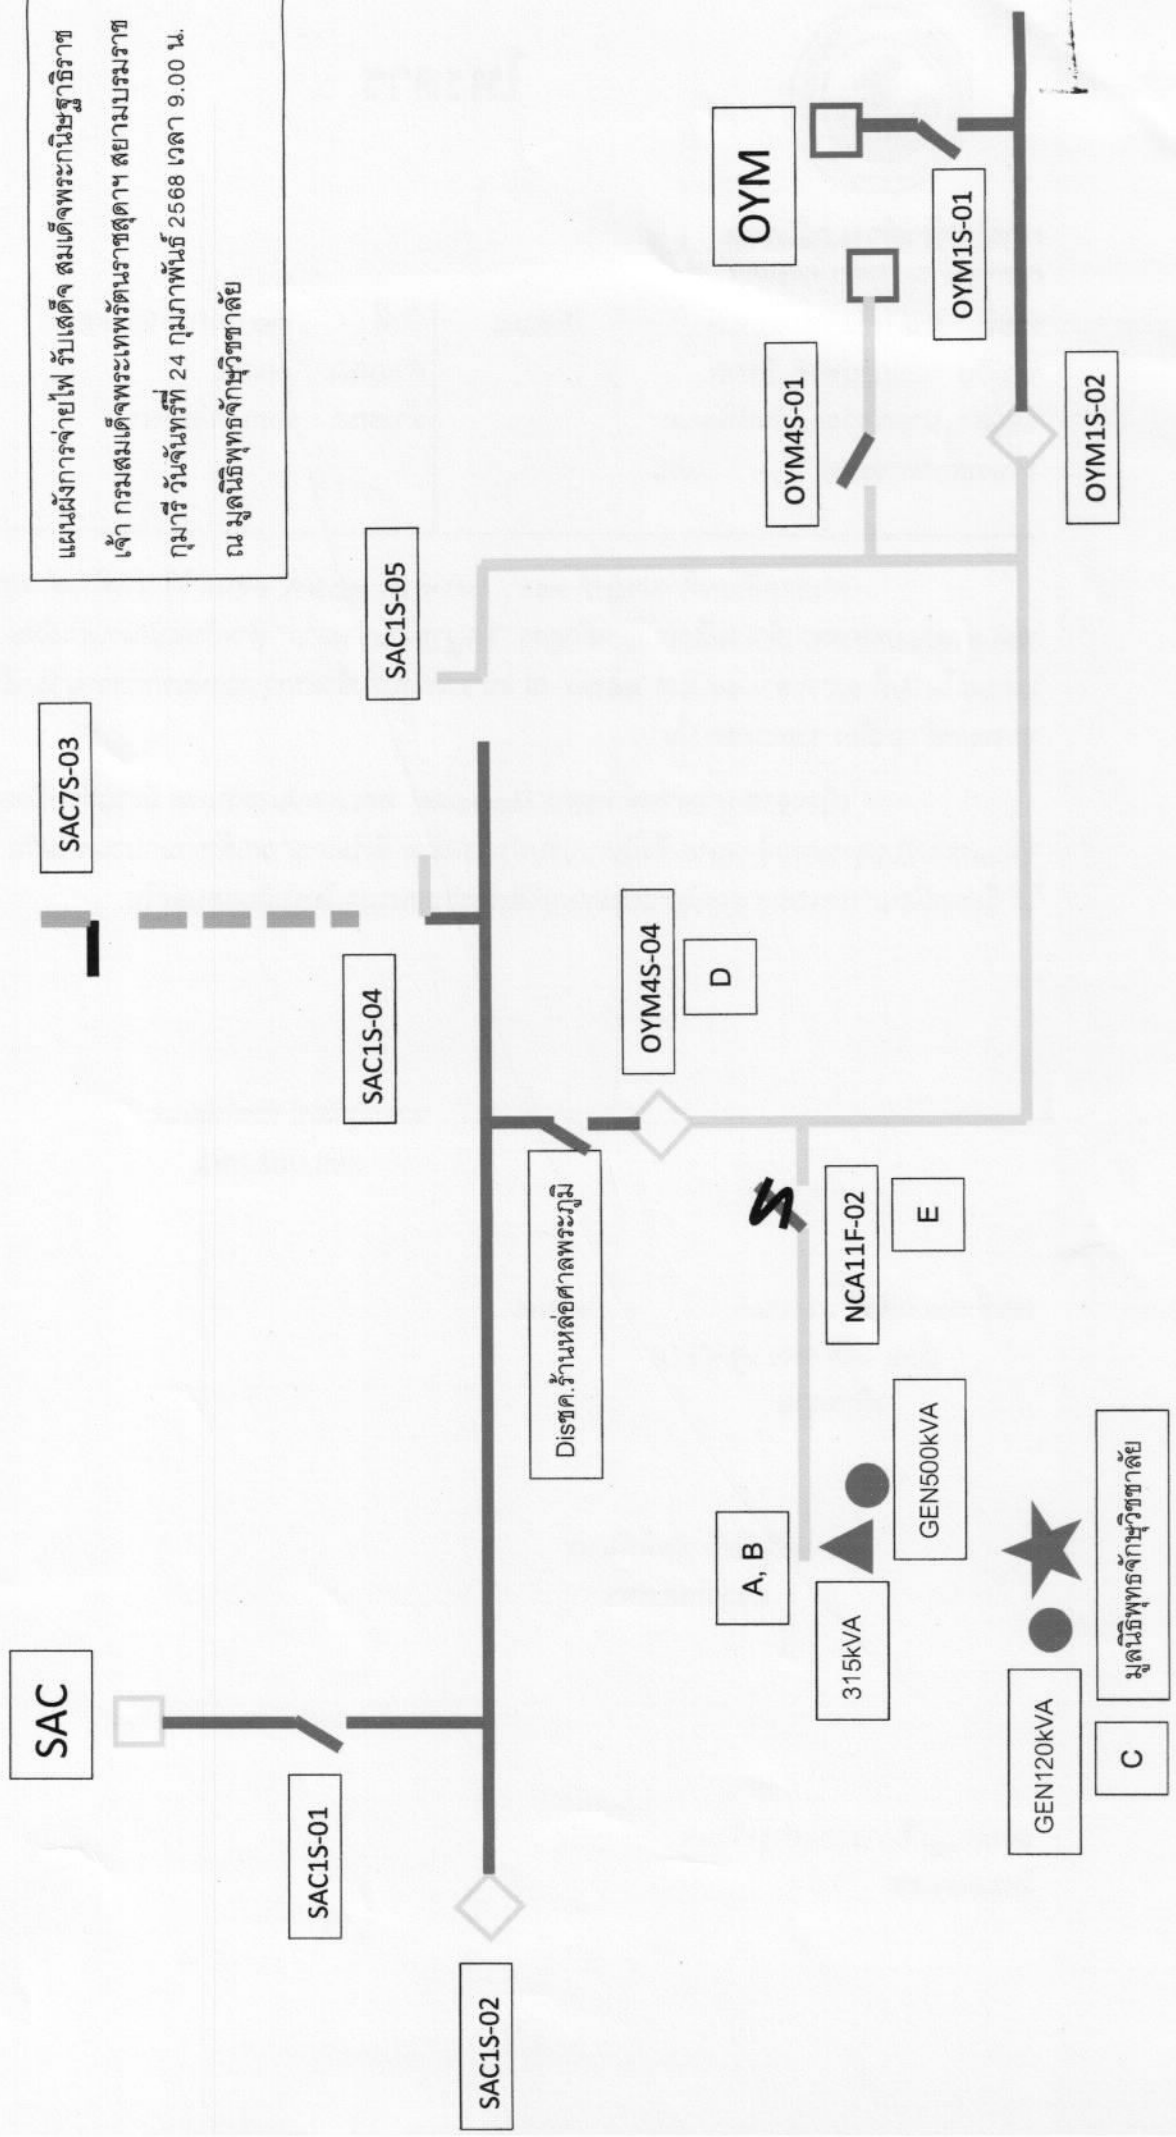 แผนผังการจ่ายไฟ รับเสด็จ สมเด็จพระกนิษฐาธิราช
เจ้า กรมสมเด็จพระเทพรัตนราชสุดาฯ สยามบรมราช
กุมารี วันจันทร์ที่ 24 กุมภาพันธ์ 2568 เวลา 9.00 น.
ณ มูลนิธิพุทธจักษุวิชชาลัย
SAC
SAC7S-03
SAC1S-01
SAC1S-04
SAC1S-05
SAC1S-02
Disชค.ร้านหล่อศาลพระภูมิ
OYM4S-04
D
OYM
OYM4S-01
OYM1S-01
OYM1S-02
A, B
315kVA
GEN500kVA
NCA11F-02
E
GEN120kVA
มูลนิธิพุทธจักษุวิชชาลัย
C